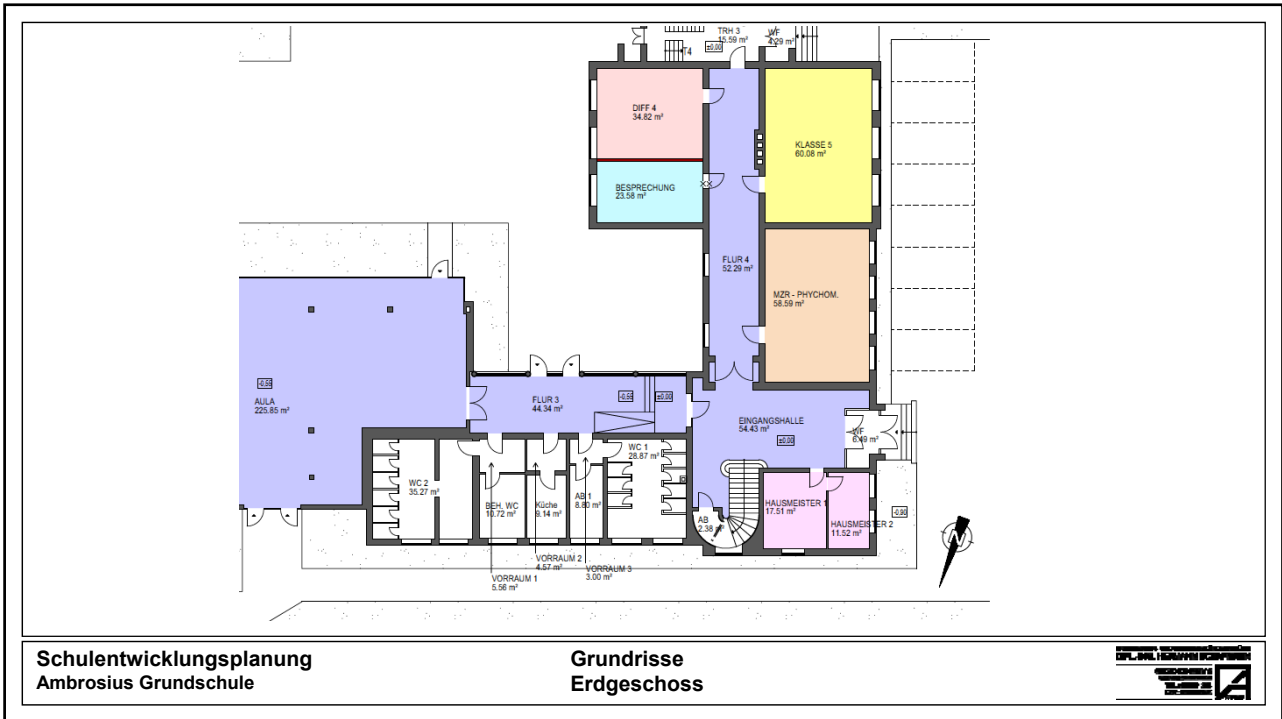 TRH 3
15.59 m²
±0,00
WF
4.29 m²
T4
DIFF 4
34.82 m²
KLASSE 5
60.08 m²
BESPRECHUNG
23.58 m²
FLUR 4
52.29 m²
MZR - PHYCHOM.
58.59 m²
-0,55
AULA
225.85 m²
FLUR 3
44.34 m²
-0,55
±0,00
EINGANGSHALLE
54.43 m²
±0,00
WF
6.49 m²
WC 2
35.27 m²
BEH. WC
10.72 m²
Küche
9.14 m²
AB 1
8.80 m²
WC 1
28.87 m²
AB
2.38 m²
HAUSMEISTER 1
17.51 m²
HAUSMEISTER 2
11.52 m²
-0,90
N
VORRAUM 1
5.56 m²
VORRAUM 2
4.57 m²
VORRAUM 3
3.00 m²
Schulentwicklungsplanung
Ambrosius Grundschule
Grundrisse
Erdgeschoss